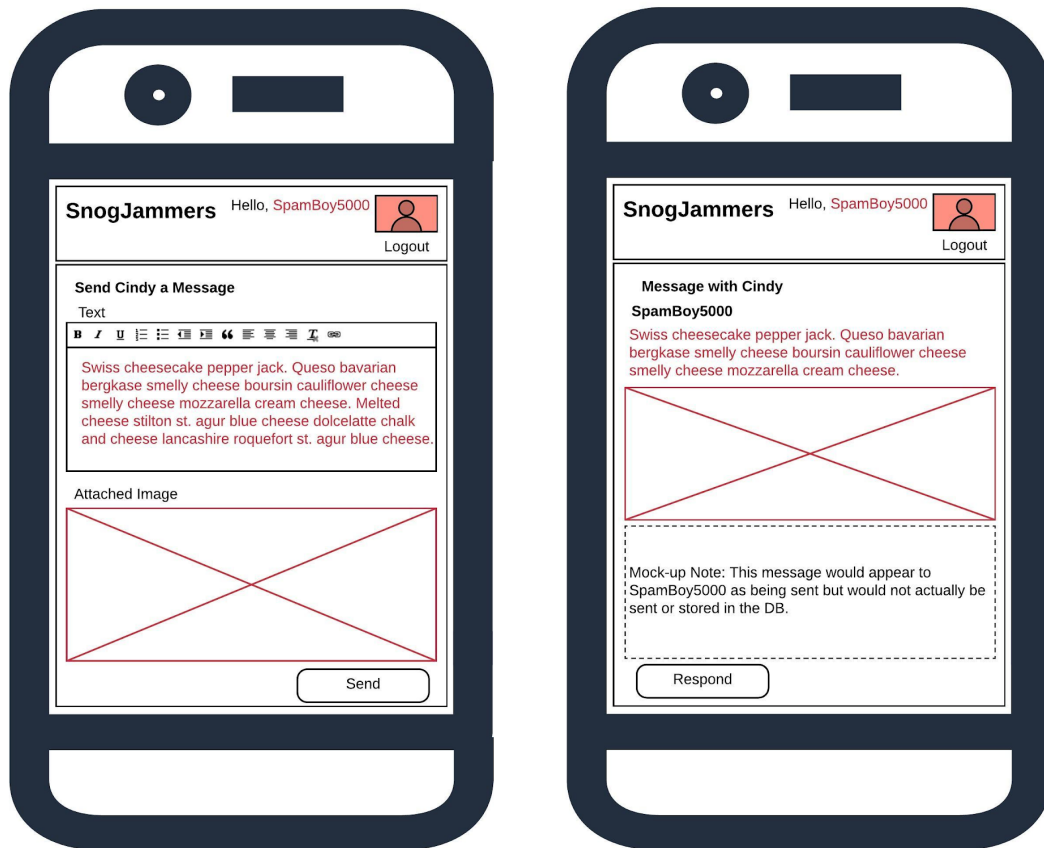 SnogJammers
Hello, SpamBoy5000
Logout
Send Cindy a Message
Text
B I U
Swiss cheesecake pepper jack. Queso bavarian
bergkase smelly cheese boursin cauliflower cheese
smelly cheese mozzarella cream cheese. Melted
cheese stilton st. agur blue cheese dolcelatte chalk
and cheese lancashire roquefort st. agur blue cheese.
Attached Image
Send
SnogJammers
Hello, SpamBoy5000
Logout
Message with Cindy
SpamBoy5000
Swiss cheesecake pepper jack. Queso bavarian
bergkase smelly cheese boursin cauliflower cheese
smelly cheese mozzarella cream cheese.
Mock-up Note: This message would appear to
SpamBoy5000 as being sent but would not actually be
sent or stored in the DB.
Respond